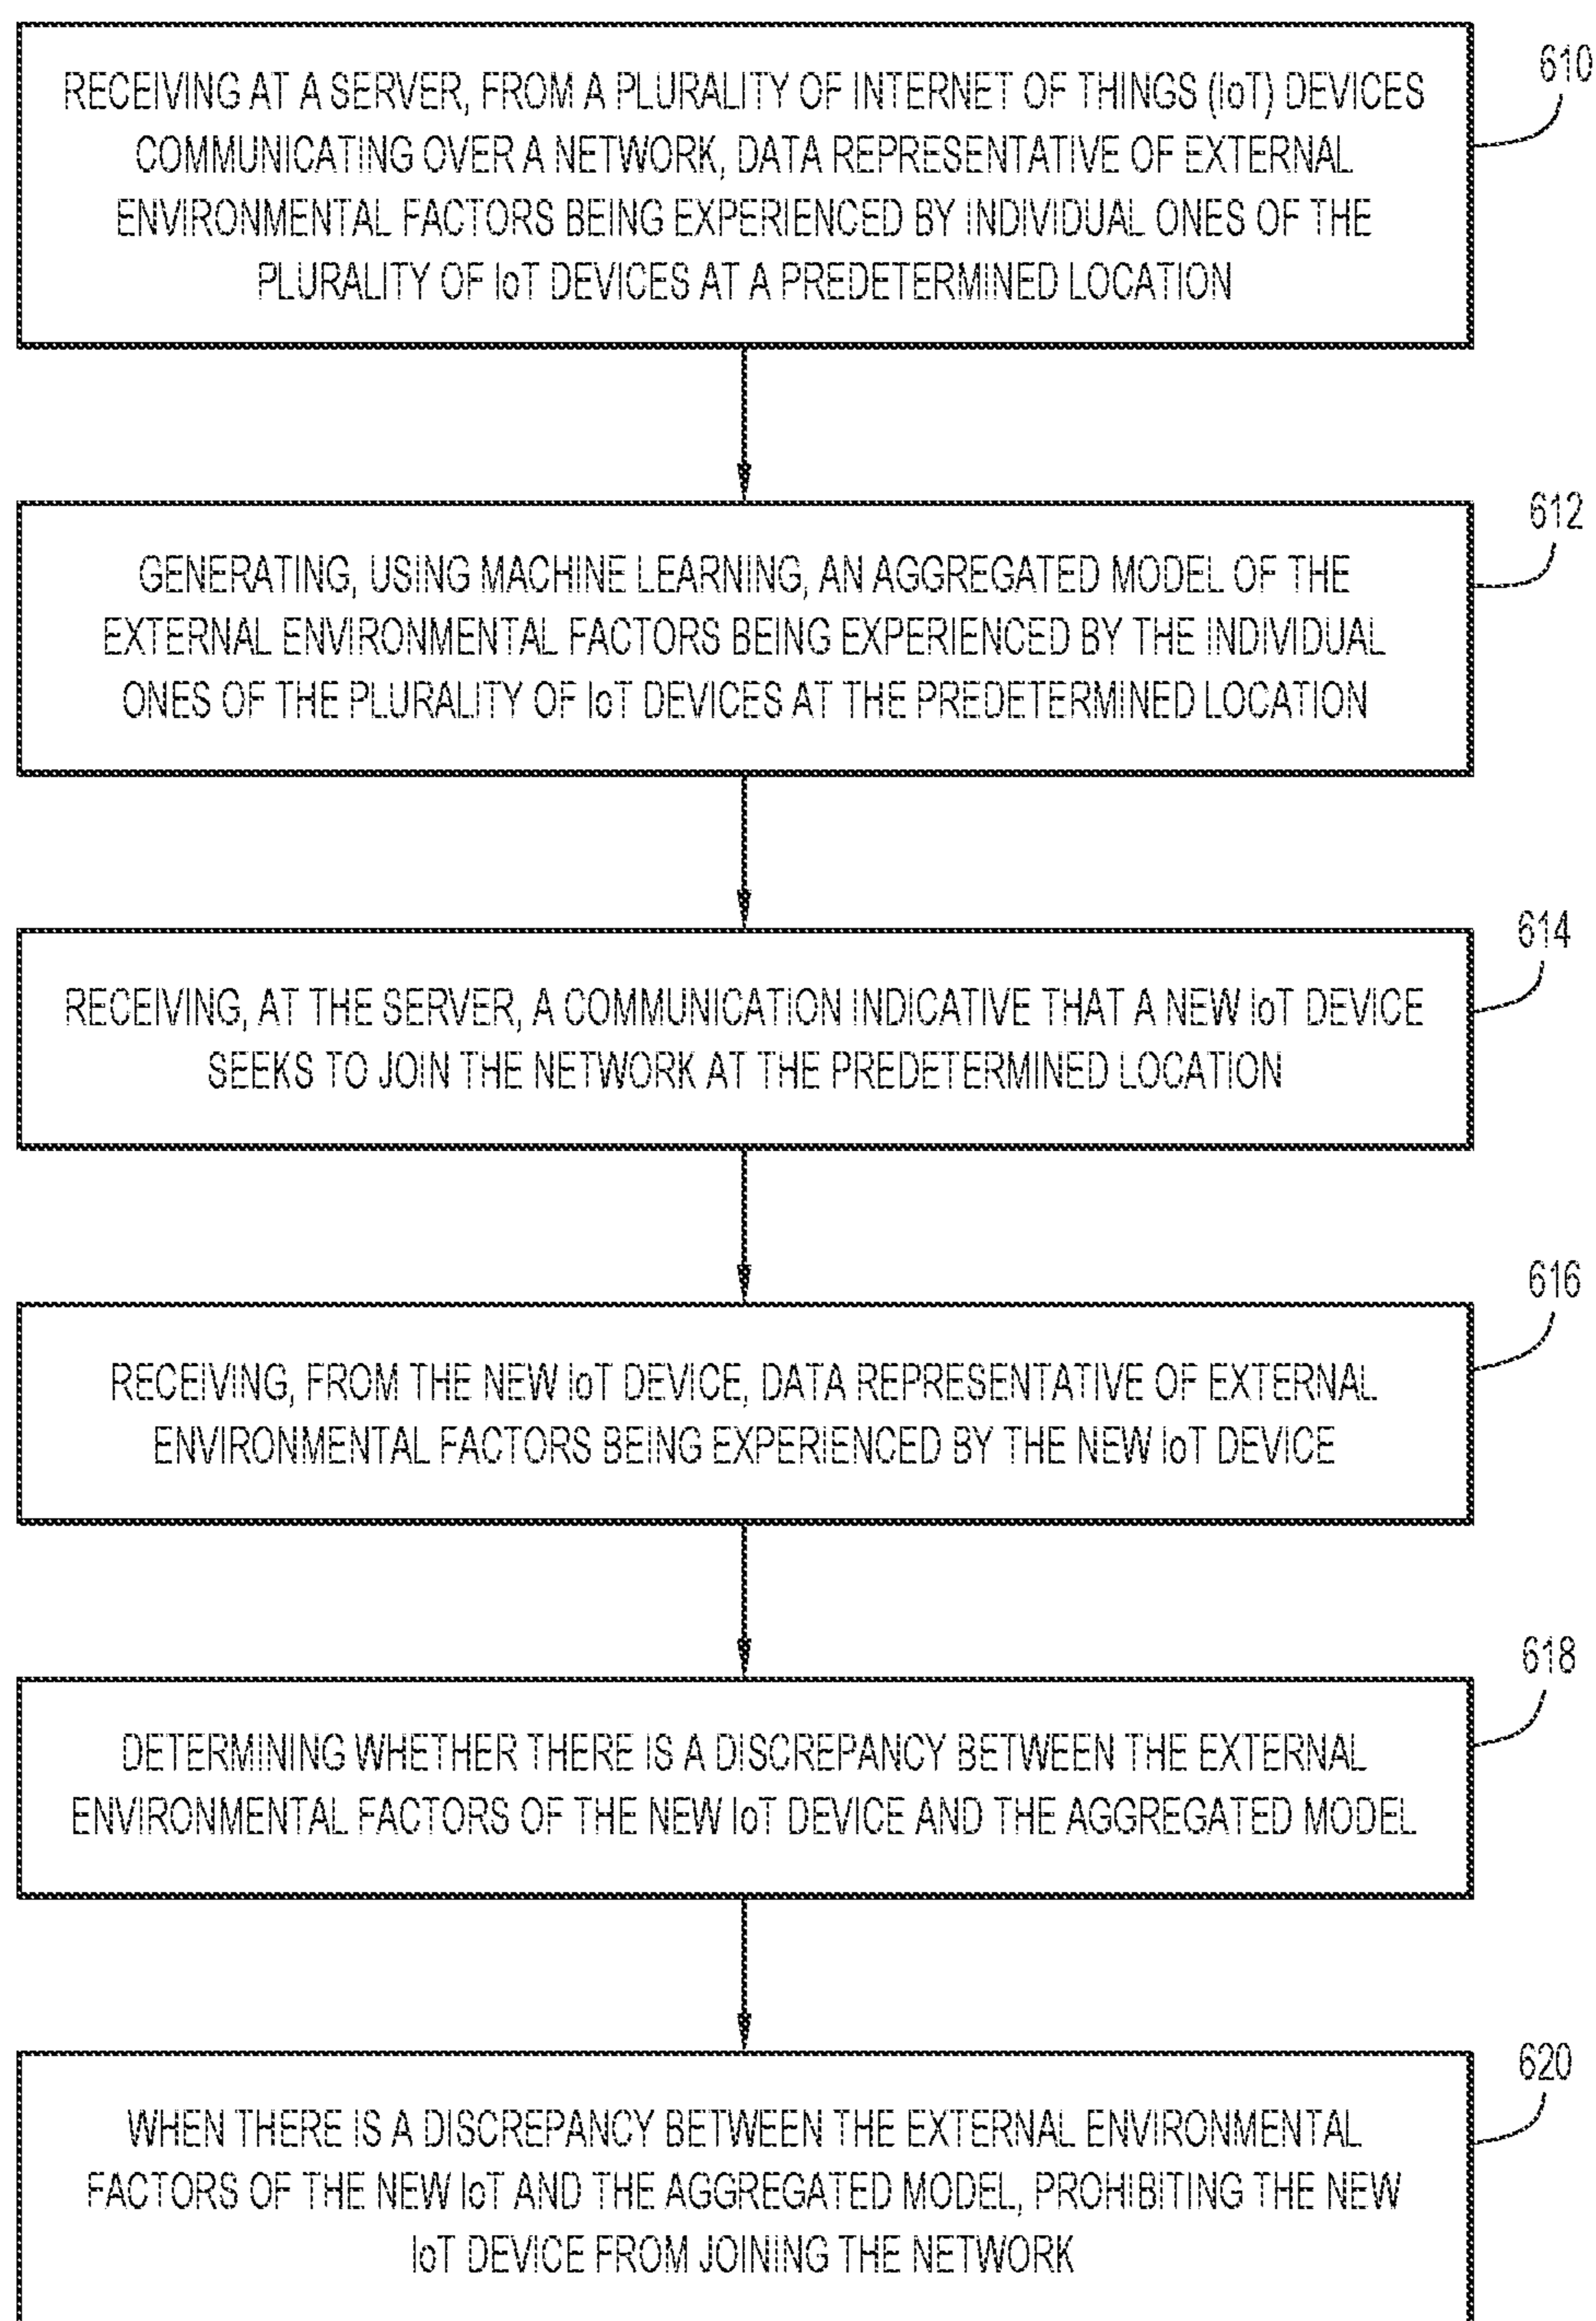 RECEIVING AT A SERVER, FROM A PLURALITY OF INTERNET OF THINGS (IoT) DEVICES
COMMUNICATING OVER A NETWORK, DATA REPRESENTATIVE OF EXTERNAL
ENVIRONMENTAL FACTORS BEING EXPERIENCED BY INDIVIDUAL ONES OF THE
PLURALITY OF IoT DEVICES AT A PREDETERMINED LOCATION
610
GENERATING, USING MACHINE LEARNING, AN AGGREGATED MODEL OF THE
EXTERNAL ENVIRONMENTAL FACTORS BEING EXPERIENCED BY THE INDIVIDUAL
ONES OF THE PLURALITY OF IoT DEVICES AT THE PREDETERMINED LOCATION
612
RECEIVING, AT THE SERVER, A COMMUNICATION INDICATIVE THAT A NEW IoT DEVICE
SEEKS TO JOIN THE NETWORK AT THE PREDETERMINED LOCATION
614
RECEIVING, FROM THE NEW IoT DEVICE, DATA REPRESENTATIVE OF EXTERNAL
ENVIRONMENTAL FACTORS BEING EXPERIENCED BY THE NEW IoT DEVICE
616
DETERMINING WHETHER THERE IS A DISCREPANCY BETWEEN THE EXTERNAL
ENVIRONMENTAL FACTORS OF THE NEW IoT DEVICE AND THE AGGREGATED MODEL
618
WHEN THERE IS A DISCREPANCY BETWEEN THE EXTERNAL ENVIRONMENTAL
FACTORS OF THE NEW IoT AND THE AGGREGATED MODEL, PROHIBITING THE NEW
IoT DEVICE FROM JOINING THE NETWORK
620